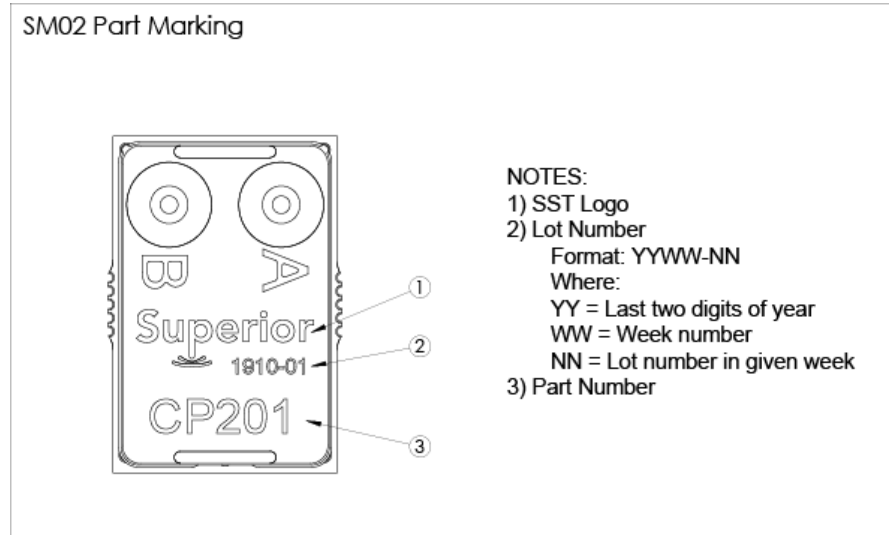 SM02 Part Marking
B A
Superior
1910-01
CP201
1
2
3
NOTES:
1) SST Logo
2) Lot Number
Format: YYWW-NN
Where:
YY = Last two digits of year
WW = Week number
NN = Lot number in given week
3) Part Number